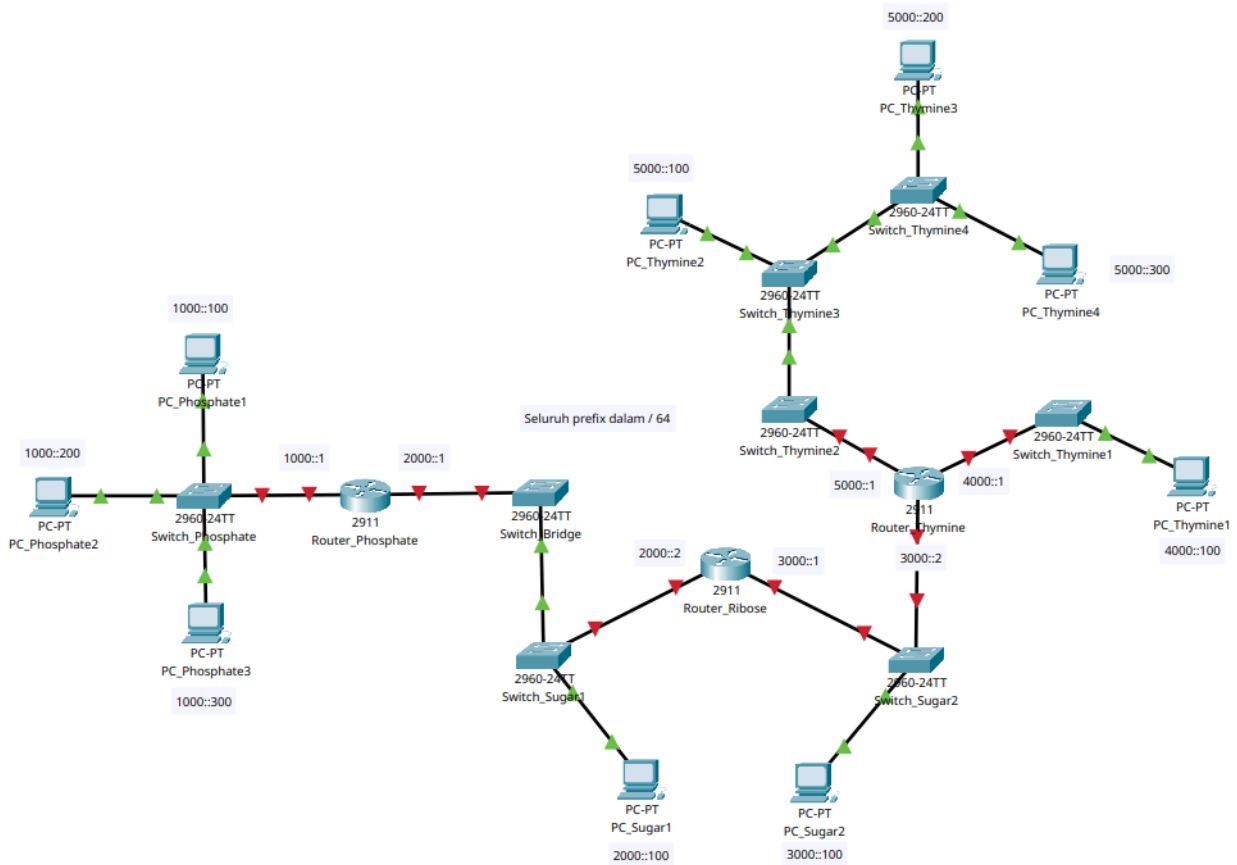 5000::200
PC-PT
PC_Thymine3
5000::100
PC-PT
PC_Thymine2
2960-24TT
Switch_Thymine4
5000::300
PC-PT
PC_Thymine4
2960-24TT
Switch_Thymine3
1000::100
PC-PT
PC_Phosphate1
Seluruh prefix dalam / 64
2960-24TT
Switch_Thymine2
2960-24TT
Switch_Thymine1
1000::200
PC-PT
PC_Phosphate2
2960-24TT
Switch_Phosphate
1000::1
2000::1
2911
Router_Phosphate
2960-24TT
Switch_Bridge
5000::1
4000::1
2911
Router_Thymine
PC-PT
PC_Thymine1
4000::100
2000::2
3000::1
3000::2
2911
Router_Ribose
PC-PT
PC_Phosphate3
1000::300
2960-24TT
Switch_Sugar1
2960-24TT
Switch_Sugar2
PC-PT
PC_Sugar1
2000::100
PC-PT
PC_Sugar2
3000::100